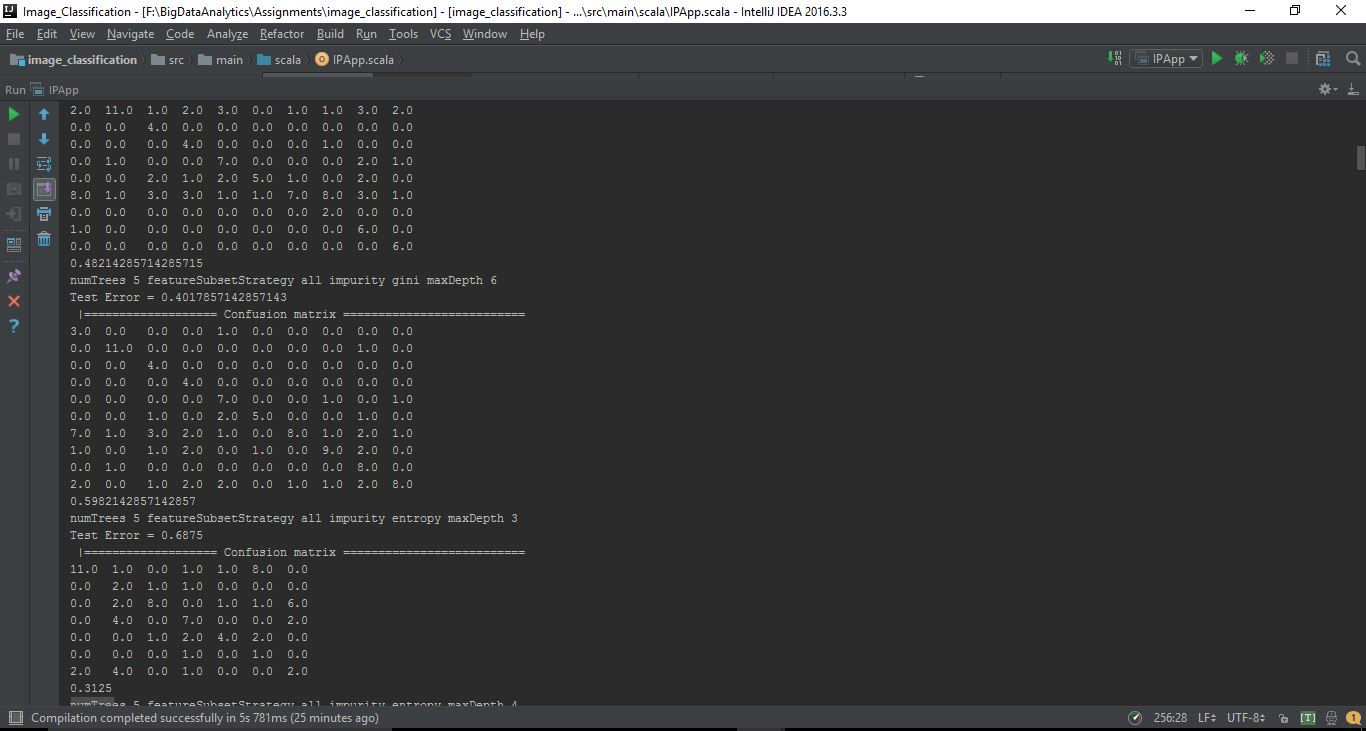 Image_Classification - [F:\BigDataAnalytics\Assignments\image_classification] - [image_classification] - ...\src\main\scala\IPApp.scala - IntelliJ IDEA 2016.3.3
File Edit View Navigate Code Analyze Refactor Build Run Tools VCS Window Help
image_classification src main scala IPApp.scala IPApp
Run IPApp
2.0 11.0 1.0 2.0 3.0 0.0 1.0 1.0 3.0 2.0
0.0 0.0 4.0 0.0 0.0 0.0 0.0 0.0 0.0 0.0
0.0 0.0 0.0 4.0 0.0 0.0 0.0 1.0 0.0 0.0
0.0 1.0 0.0 0.0 7.0 0.0 0.0 0.0 2.0 1.0
0.0 0.0 2.0 1.0 2.0 5.0 1.0 0.0 2.0 0.0
8.0 1.0 3.0 3.0 1.0 1.0 7.0 8.0 3.0 1.0
0.0 0.0 0.0 0.0 0.0 0.0 0.0 2.0 0.0 0.0
1.0 0.0 0.0 0.0 0.0 0.0 0.0 0.0 6.0 0.0
0.0 0.0 0.0 0.0 0.0 0.0 0.0 0.0 0.0 6.0
0.48214285714285715
numTrees 5 featureSubsetStrategy all impurity gini maxDepth 6
Test Error = 0.4017857142857143
|=================== Confusion matrix ==========================
3.0 0.0 0.0 0.0 1.0 0.0 0.0 0.0 0.0 0.0
0.0 11.0 0.0 0.0 0.0 0.0 0.0 0.0 1.0 0.0
0.0 0.0 4.0 0.0 0.0 0.0 0.0 0.0 0.0 0.0
0.0 0.0 0.0 4.0 0.0 0.0 0.0 0.0 0.0 0.0
0.0 0.0 0.0 0.0 7.0 0.0 0.0 1.0 0.0 1.0
0.0 0.0 1.0 0.0 2.0 5.0 0.0 0.0 1.0 0.0
7.0 1.0 3.0 2.0 1.0 0.0 8.0 1.0 2.0 1.0
1.0 0.0 1.0 2.0 0.0 1.0 0.0 9.0 2.0 0.0
0.0 1.0 0.0 0.0 0.0 0.0 0.0 0.0 8.0 0.0
2.0 0.0 1.0 2.0 2.0 0.0 1.0 1.0 2.0 8.0
0.5982142857142857
numTrees 5 featureSubsetStrategy all impurity entropy maxDepth 3
Test Error = 0.6875
|=================== Confusion matrix ==========================
11.0 1.0 0.0 1.0 1.0 8.0 0.0
0.0 2.0 1.0 1.0 0.0 0.0 0.0
0.0 2.0 8.0 0.0 1.0 1.0 6.0
0.0 4.0 0.0 7.0 0.0 0.0 2.0
0.0 0.0 1.0 2.0 4.0 2.0 0.0
0.0 0.0 0.0 1.0 0.0 1.0 0.0
2.0 4.0 0.0 1.0 0.0 0.0 2.0
0.3125
numTrees 5 featureSubsetStrategy all impurity entropy maxDepth 4
Compilation completed successfully in 5s 781ms (25 minutes ago) 256:28 LF UTF-8 [T] 1